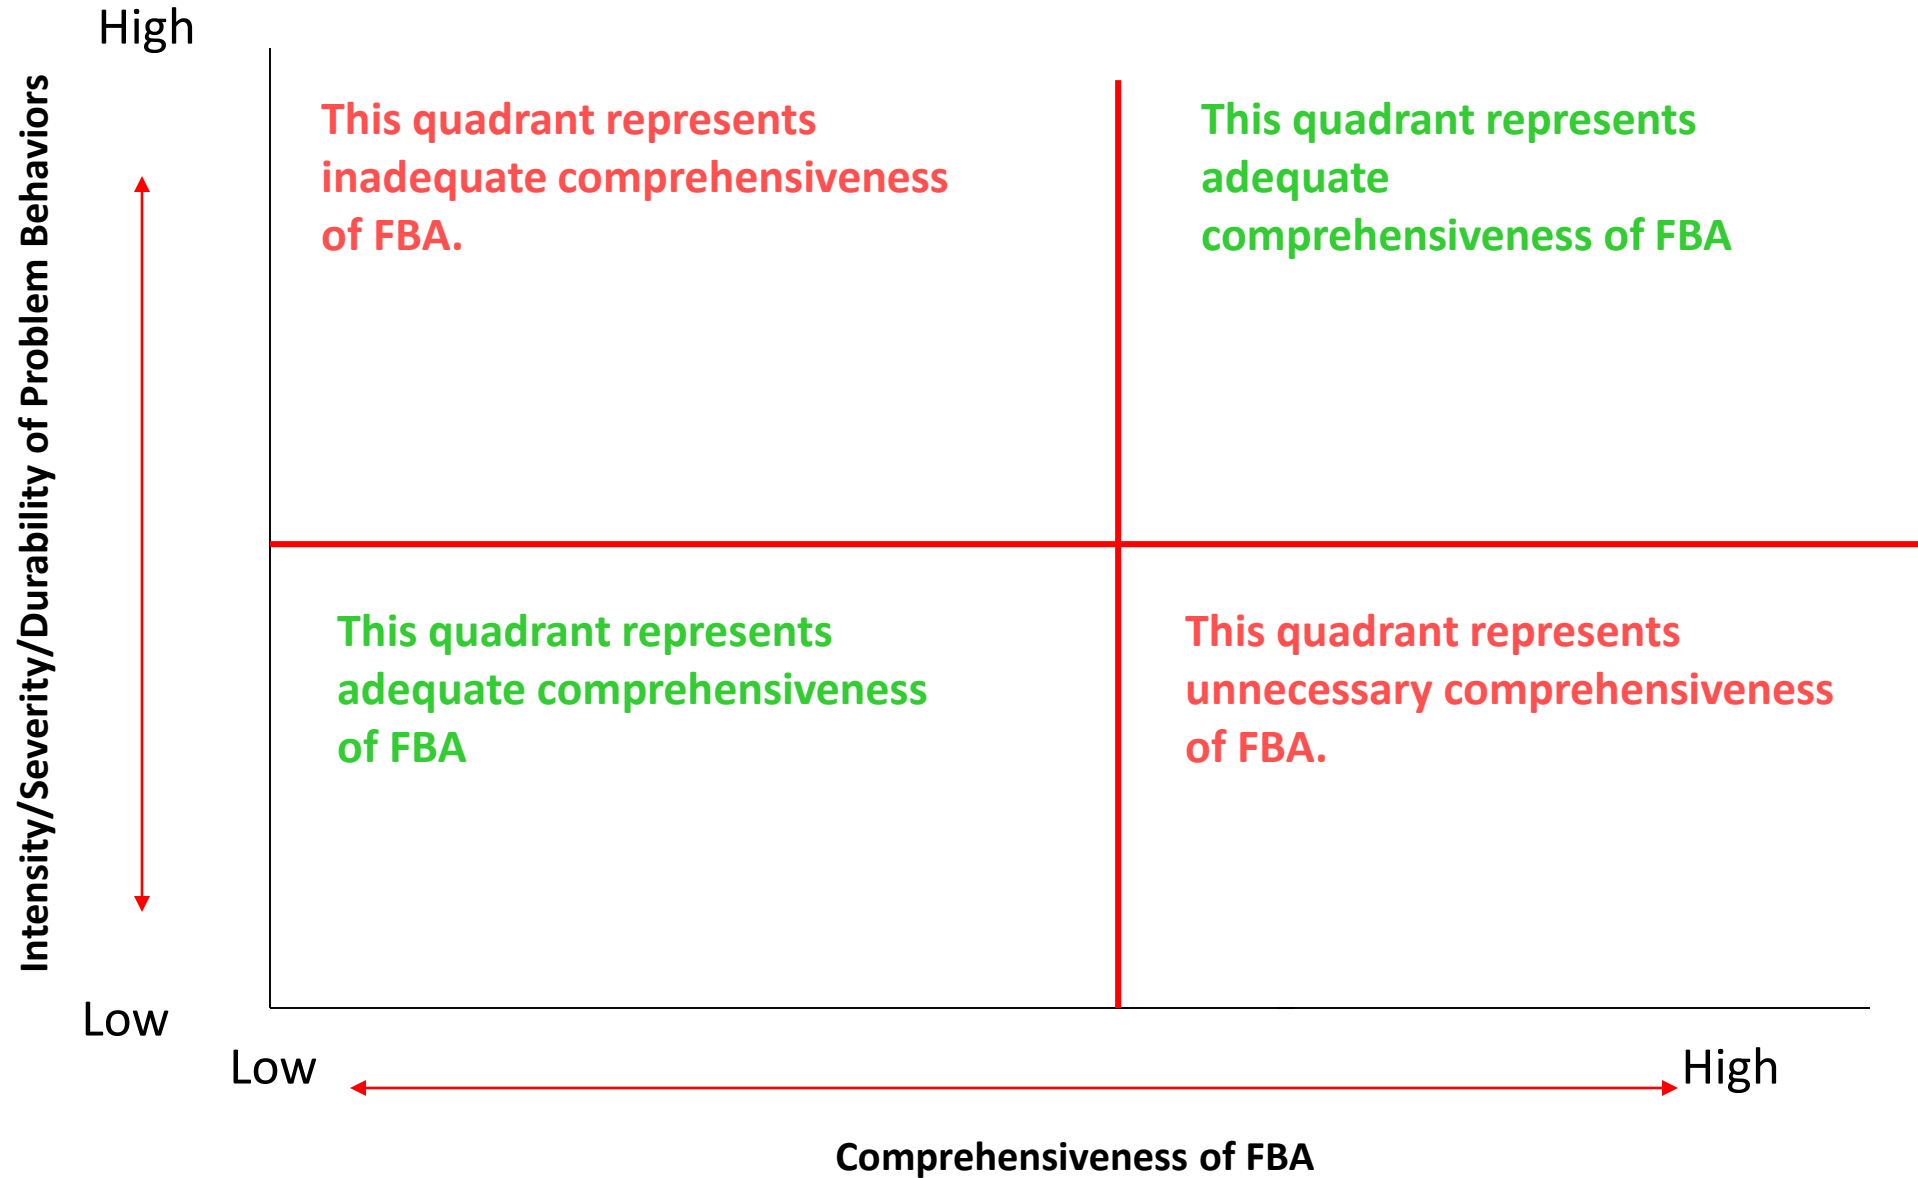 High
Intensity/Severity/Durability of Problem Behaviors
This quadrant represents
inadequate comprehensiveness
of FBA.
This quadrant represents
adequate
comprehensiveness of FBA
This quadrant represents
adequate comprehensiveness
of FBA
This quadrant represents
unnecessary comprehensiveness
of FBA.
Low
Low
High
Comprehensiveness of FBA